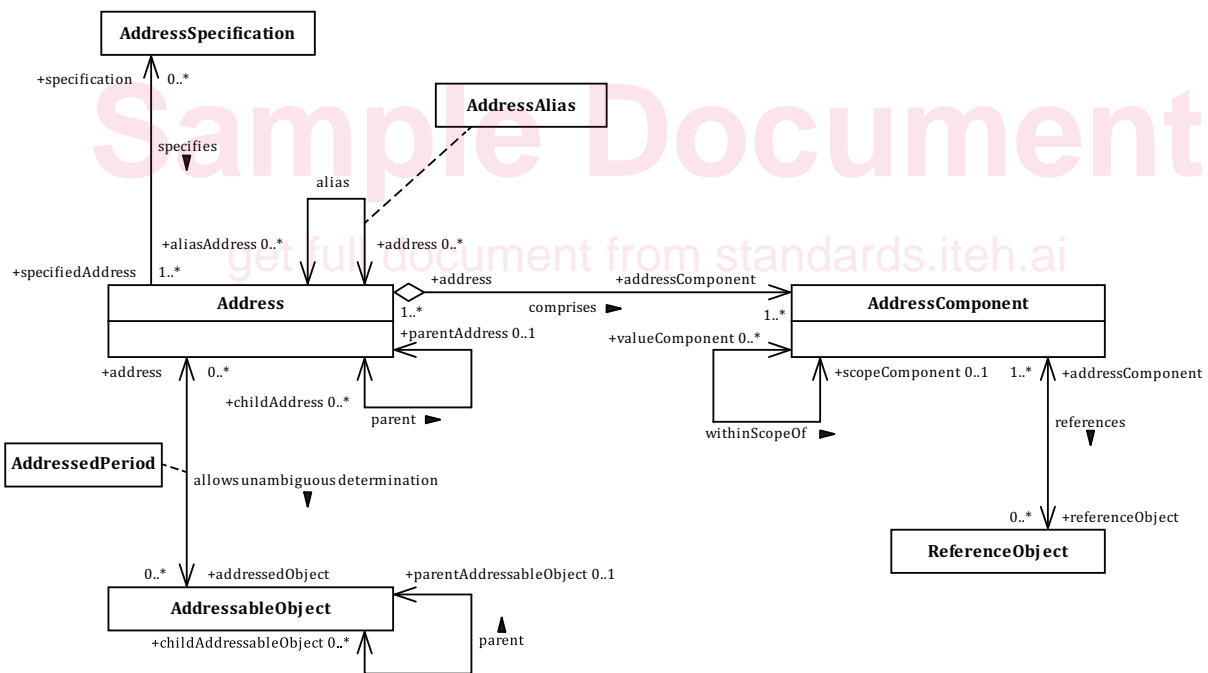 AddressSpecification
+specification
0..*
AddressAlias
Sample Document
specifies
alias
+aliasAddress 0..*
+address 0..*
get full document from standards.iteh.ai
+specifiedAddress
1..*
+address
+addressComponent
Address
AddressComponent
comprises
1..*
1..*
+parentAddress 0..1
+valueComponent 0..*
+address
0..*
+scopeComponent 0..1
1..*
+addressComponent
+childAddress 0..*
parent
withinScopeOf
references
AddressedPeriod
allows unambiguous determination
0..*
+referenceObject
ReferenceObject
0..*
+addressedObject
+parentAddressableObject 0..1
AddressableObject
+childAddressableObject 0..*
parent